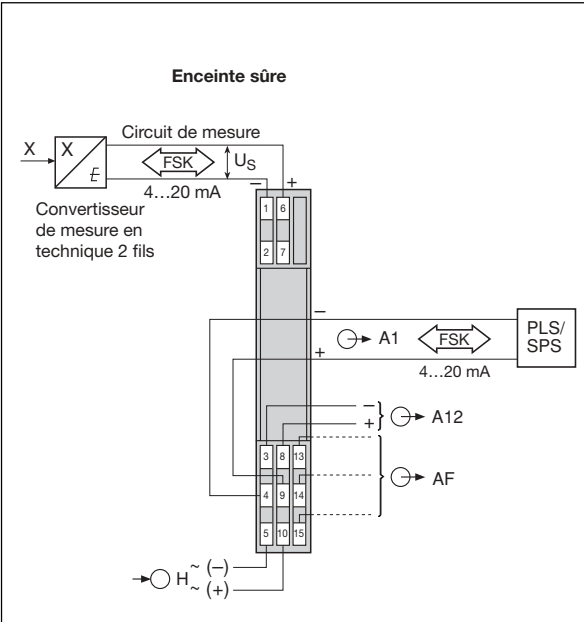 Enceinte sûre
Circuit de mesure
X
X
E
FSK
US
4…20 mA
–
+
Convertisseur
de mesure en
technique 2 fils
1 6
2 7
–
A1
FSK
PLS/
SPS
+
4…20 mA
–
+
A12
3 8 13
4 9 14
AF
5 10 15
H
~ (–)
~ (+)